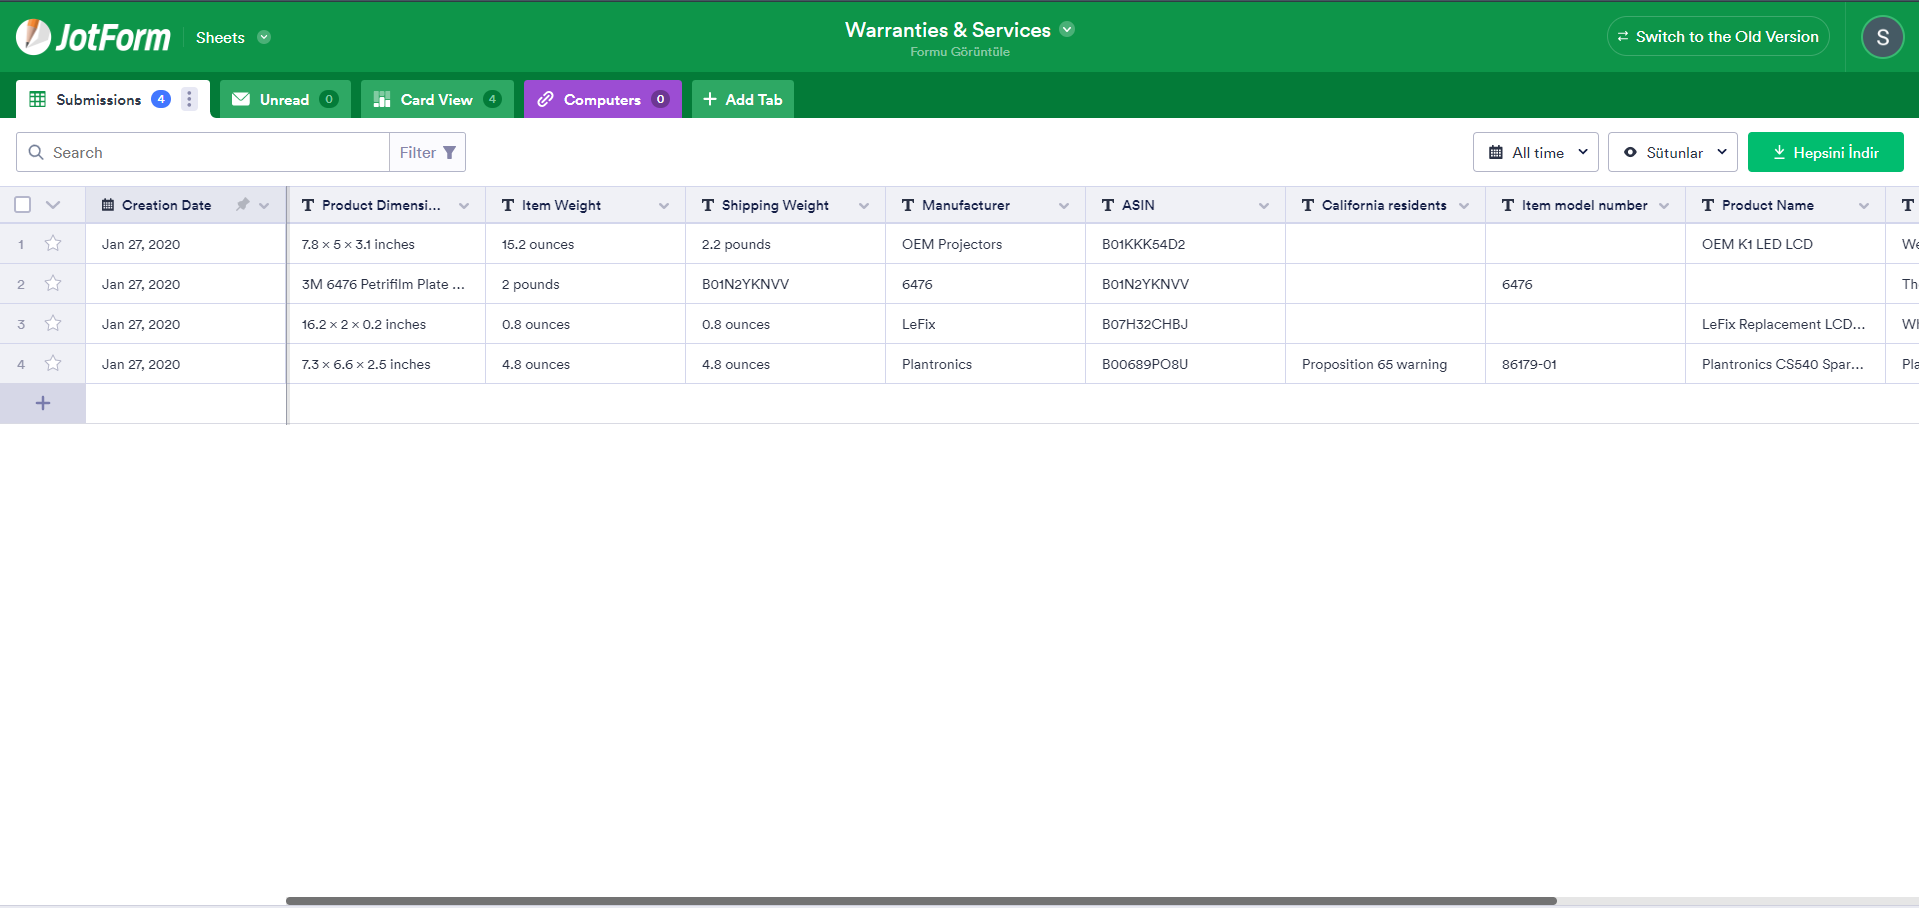 JotForm
Sheets
Warranties & Services
Formu Görüntüle
Switch to the Old Version
S
Submissions 4
Unread 0
Card View 4
Computers 0
+ Add Tab
Search
Filter
All time
Sütunlar
Hepsini İndir
Creation Date T Product Dimensi... T Item Weight T Shipping Weight T Manufacturer T ASIN T California residents T Item model number T Product Name T
1 Jan 27, 2020 7.8 × 5 × 3.1 inches 15.2 ounces 2.2 pounds OEM Projectors B01KKK54D2 OEM K1 LED LCD We
2 Jan 27, 2020 3M 6476 Petrifilm Plate ... 2 pounds B01N2YKNVV 6476 B01N2YKNVV 6476 Th
3 Jan 27, 2020 16.2 × 2 × 0.2 inches 0.8 ounces 0.8 ounces LeFix B07H32CHBJ LeFix Replacement LCD... Wh
4 Jan 27, 2020 7.3 × 6.6 × 2.5 inches 4.8 ounces 4.8 ounces Plantronics B00689PO8U Proposition 65 warning 86179-01 Plantronics CS540 Spar... Pla
+